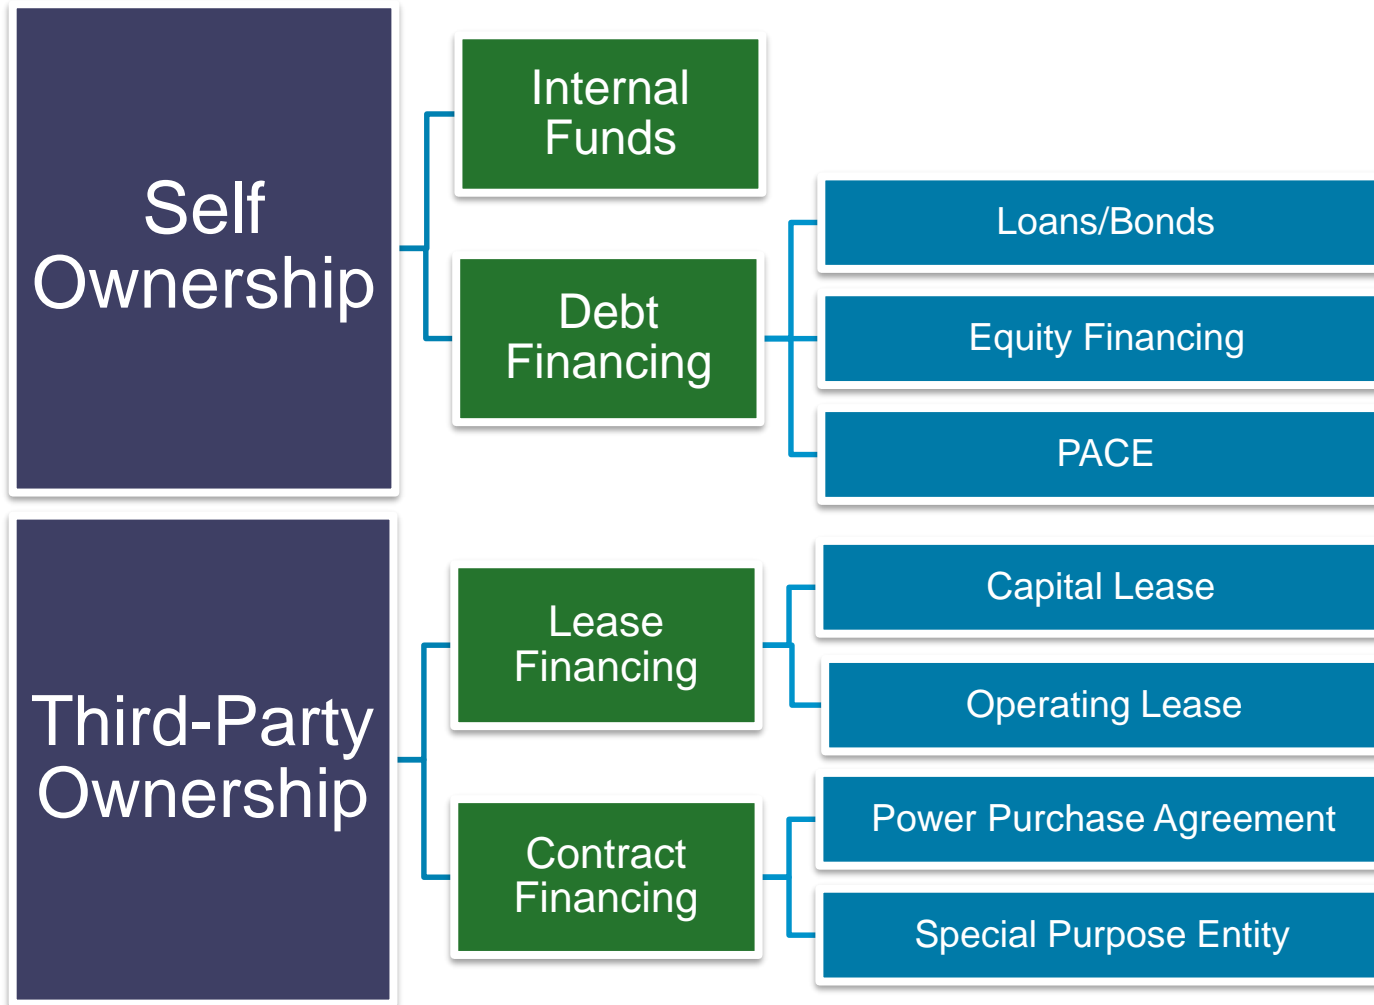 Self
Ownership
Internal
Funds
Debt
Financing
Loans/Bonds
Equity Financing
PACE
Third-Party
Ownership
Lease
Financing
Capital Lease
Operating Lease
Contract
Financing
Power Purchase Agreement
Special Purpose Entity